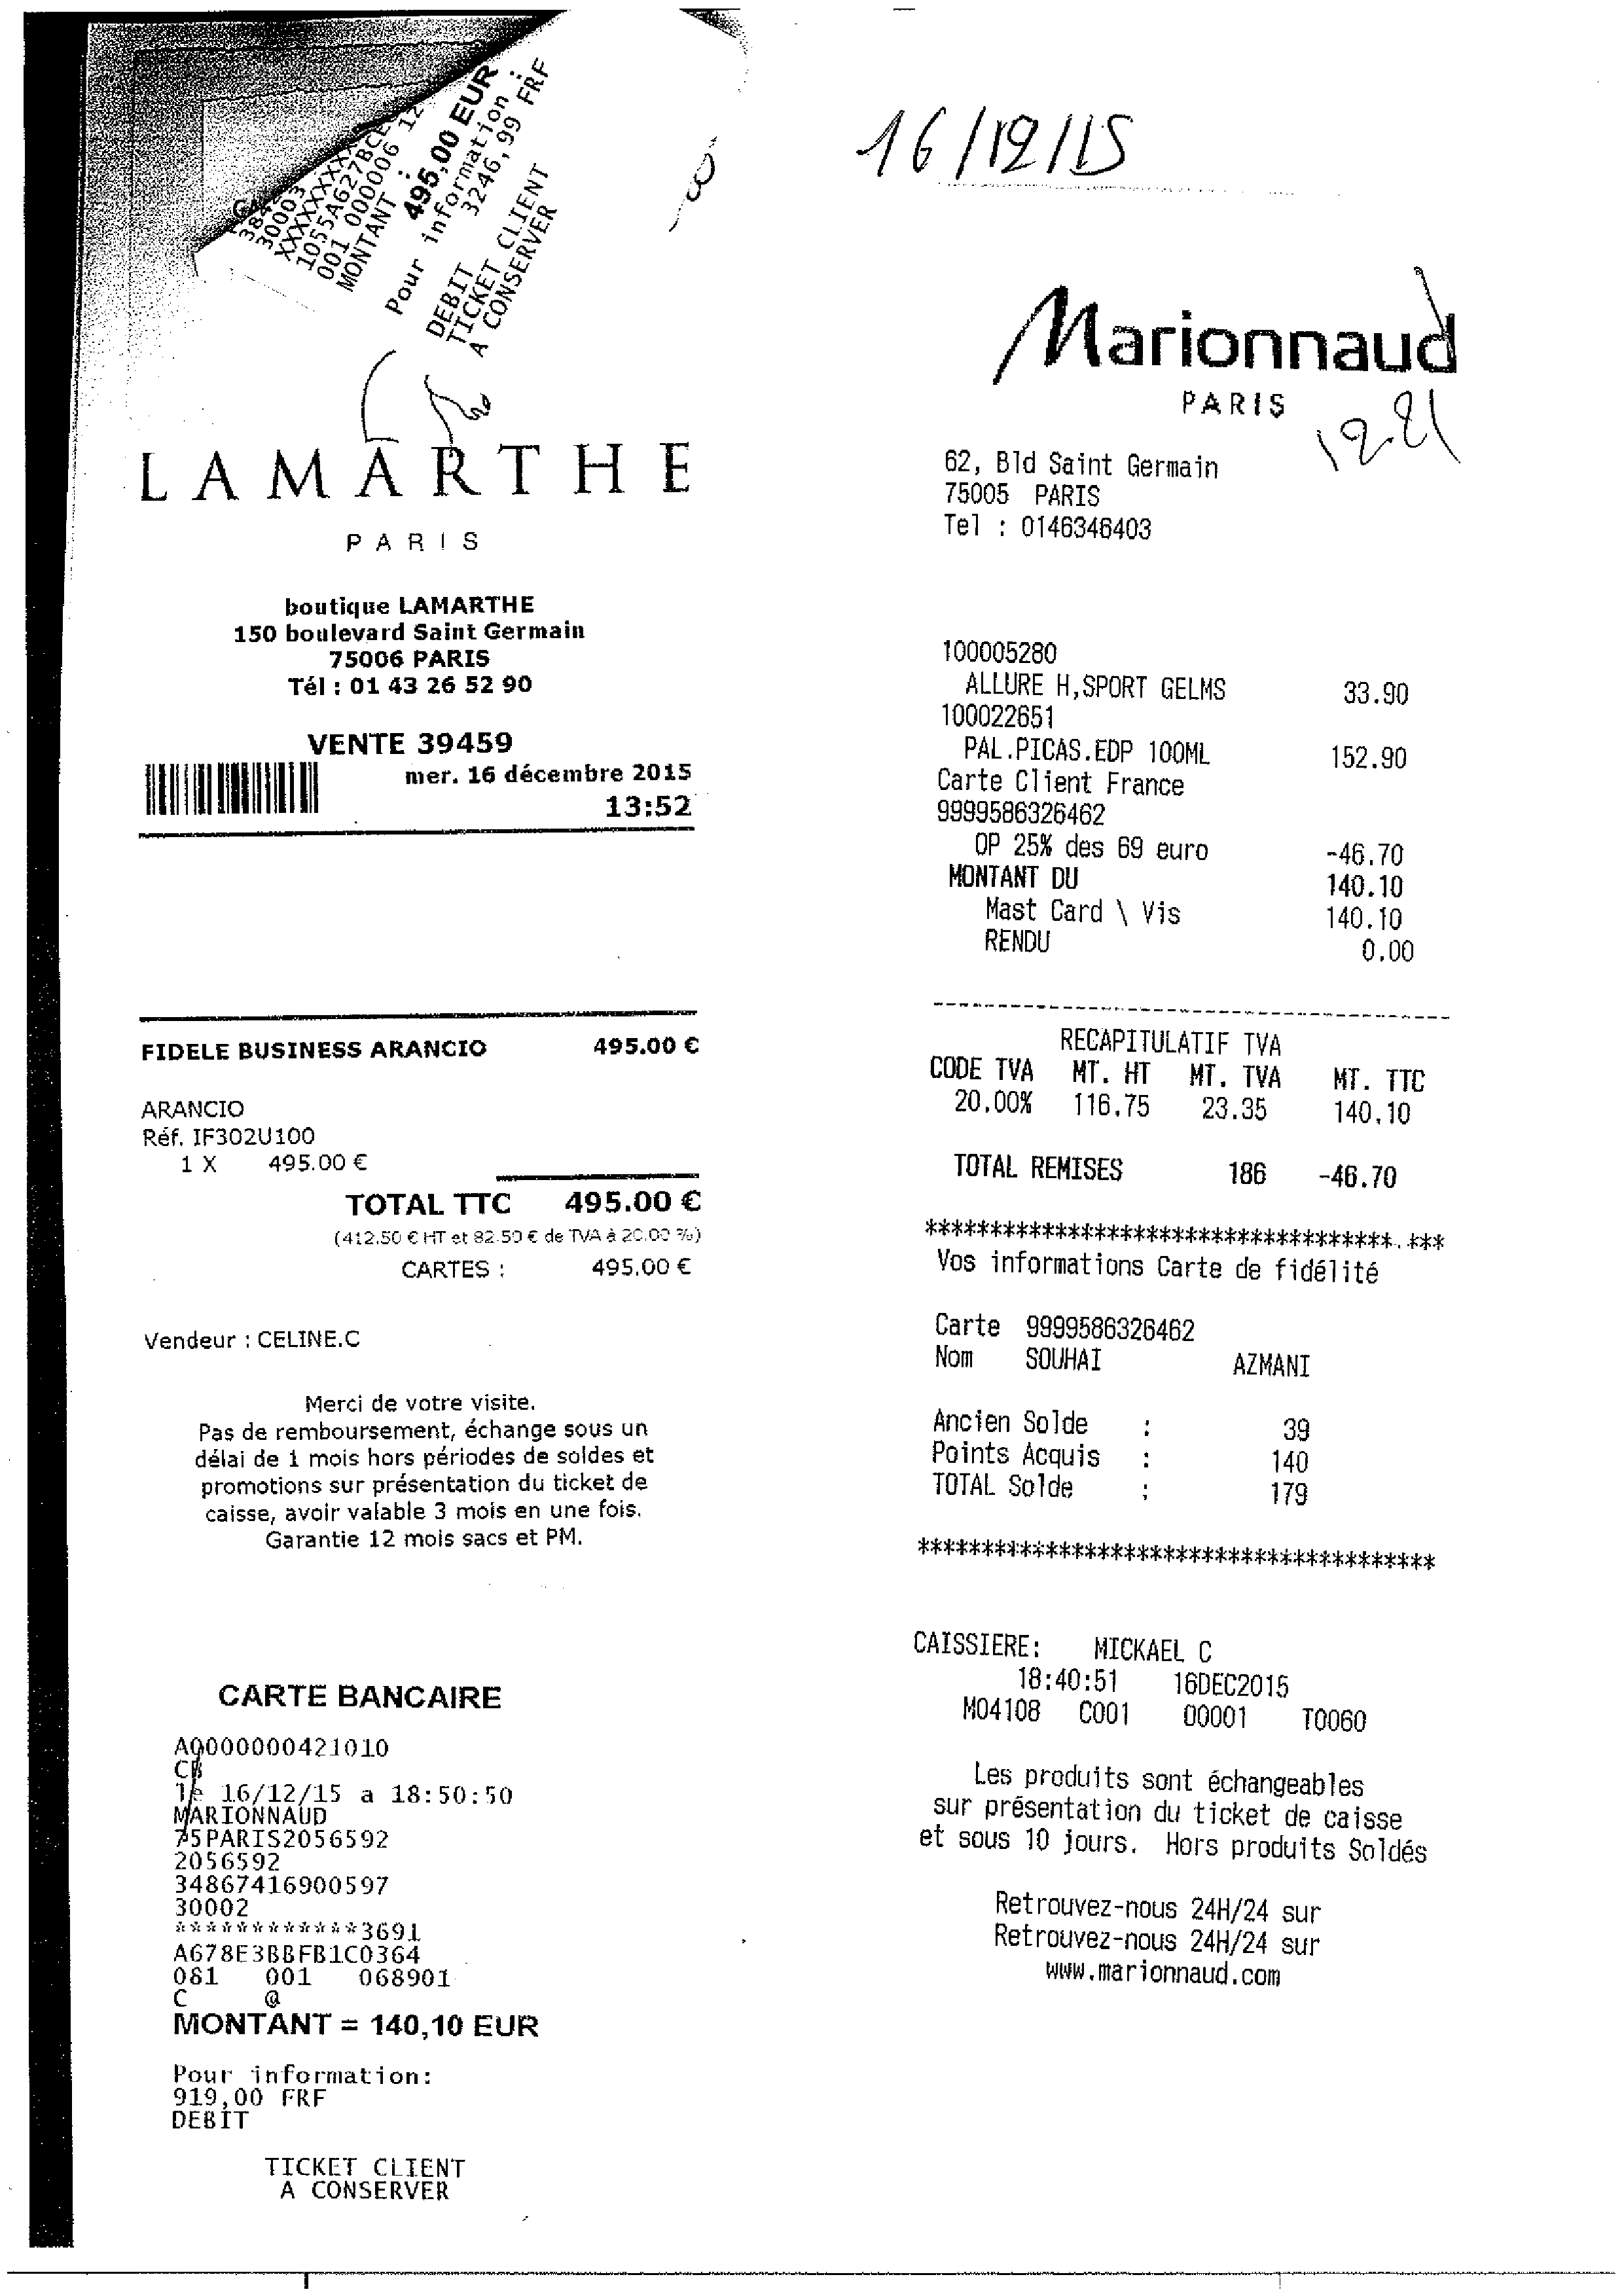 495,00 EUR
Pour information :
3246,99 FRF
DEBIT
TICKET CLIENT
A CONSERVER
30003
1055A627BCE
001 000006 12
MONTANT :
LAMARTHE
PARIS
boutique LAMARTHE
150 boulevard Saint Germain
75006 PARIS
Tél : 01 43 26 52 90
VENTE 39459
mer. 16 décembre 2015
13:52
FIDELE BUSINESS ARANCIO 495.00 €
ARANCIO
Réf. IF302U100
1 X 495.00 €
TOTAL TTC 495.00 €
(412.50 € HT et 82.50 € de TVA à 20.00 %)
CARTES : 495.00 €
Vendeur : CELINE.C
Merci de votre visite.
Pas de remboursement, échange sous un
délai de 1 mois hors périodes de soldes et
promotions sur présentation du ticket de
caisse, avoir valable 3 mois en une fois.
Garantie 12 mois sacs et PM.
CARTE BANCAIRE
A0000000421010
CB
le 16/12/15 a 18:50:50
MARIONNAUD
75PARIS2056592
2056592
34867416900597
30002
************3691
A678E3BBFB1C0364
081 001 068901
C @
MONTANT = 140,10 EUR
Pour information:
919,00 FRF
DEBIT
TICKET CLIENT
A CONSERVER
16/12/15
Marionnaud
PARIS
62, Bld Saint Germain
75005 PARIS
Tel : 0146346403
100005280
ALLURE H,SPORT GELMS 33.90
100022651
PAL.PICAS.EDP 100ML 152.90
Carte Client France
9999586326462
OP 25% des 69 euro -46.70
MONTANT DU 140.10
Mast Card \ Vis 140.10
RENDU 0.00
RECAPITULATIF TVA
CODE TVA MT. HT MT. TVA MT. TTC
20.00% 116.75 23.35 140.10
TOTAL REMISES 186 -46.70
Vos informations Carte de fidélité
Carte 9999586326462
Nom SOUHAI AZMANI
Ancien Solde : 39
Points Acquis : 140
TOTAL Solde : 179
CAISSIERE: MICKAEL C
18:40:51 16DEC2015
M04108 C001 00001 T0060
Les produits sont échangeables
sur présentation du ticket de caisse
et sous 10 jours. Hors produits Soldés
Retrouvez-nous 24H/24 sur
Retrouvez-nous 24H/24 sur
www.marionnaud.com